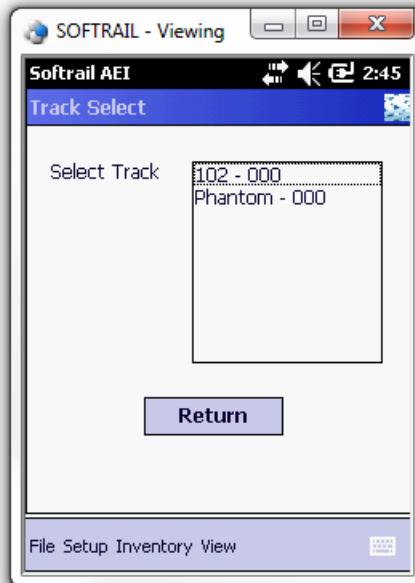 SOFTRAIL - Viewing
Softrail AEI 2:45
Track Select
Select Track
102 - 000
Phantom - 000
Return
File Setup Inventory View